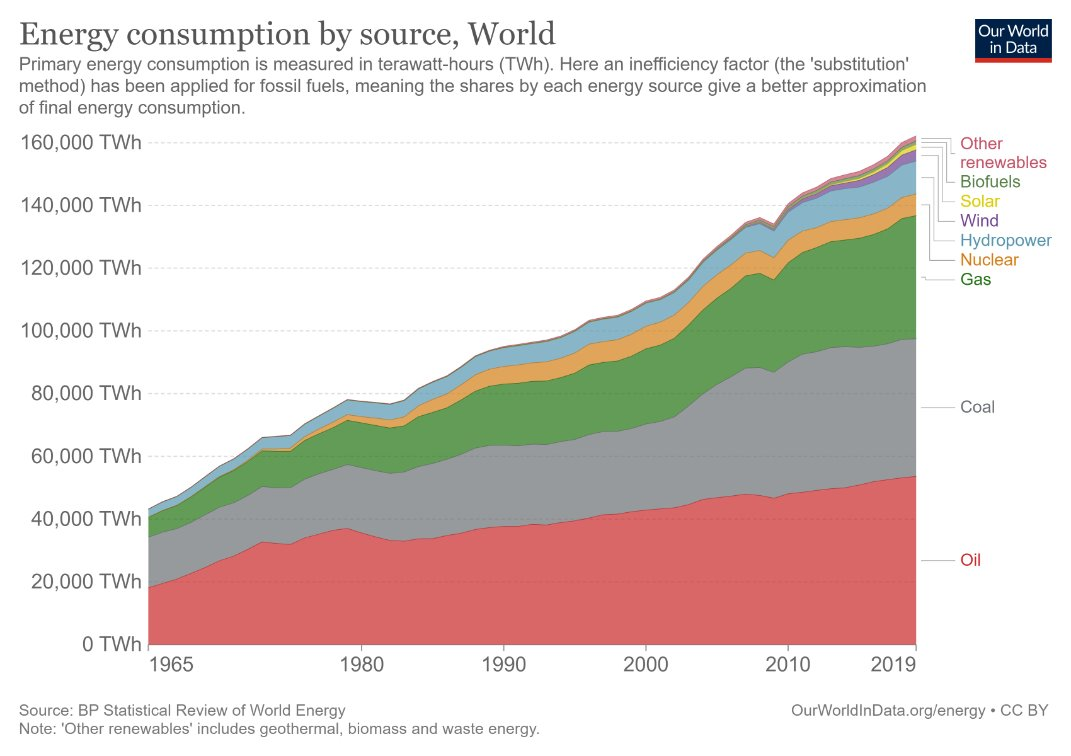 Energy consumption by source, World
Our World
in Data
Primary energy consumption is measured in terawatt-hours (TWh). Here an inefficiency factor (the 'substitution'
method) has been applied for fossil fuels, meaning the shares by each energy source give a better approximation
of final energy consumption.
160,000 TWh
140,000 TWh
120,000 TWh
100,000 TWh
80,000 TWh
60,000 TWh
40,000 TWh
20,000 TWh
0 TWh
Other
renewables
Biofuels
Solar
Wind
Hydropower
Nuclear
Gas
Coal
Oil
1965
1980
1990
2000
2010
2019
Source: BP Statistical Review of World Energy
OurWorldInData.org/energy • CC BY
Note: 'Other renewables' includes geothermal, biomass and waste energy.